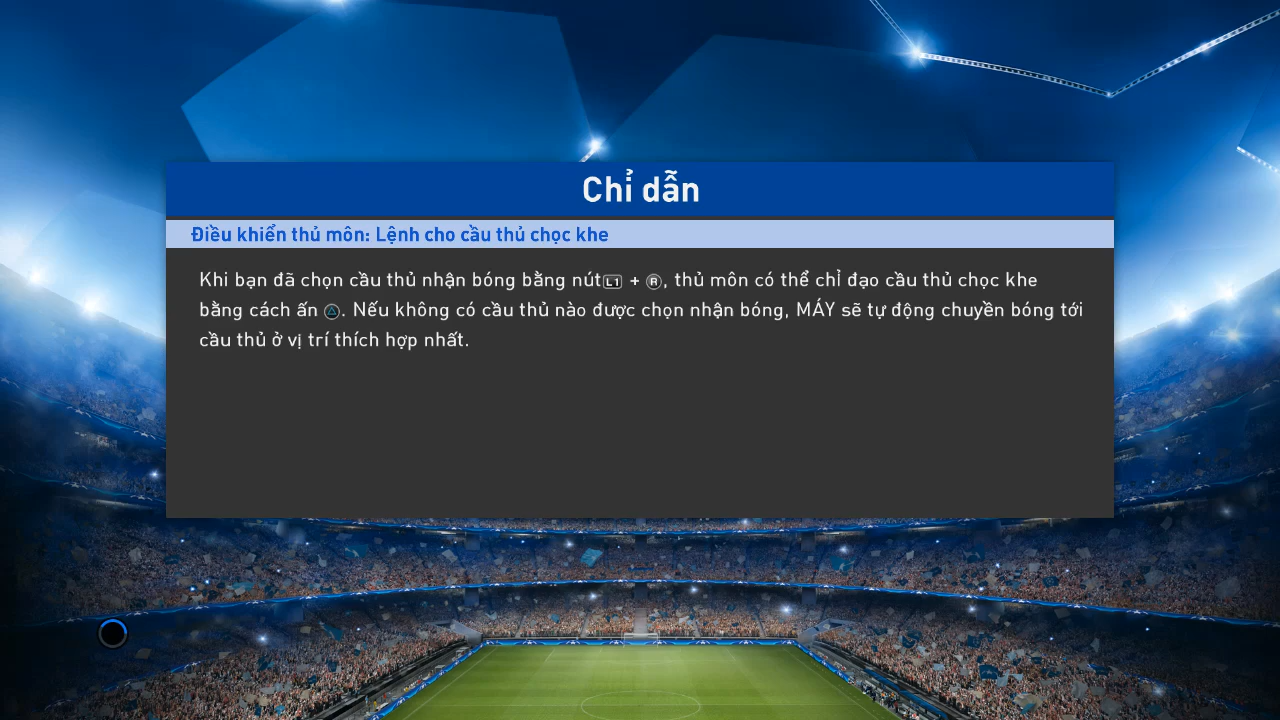 Chỉ dẫn
Điều khiển thủ môn: Lệnh cho cầu thủ chọc khe
Khi bạn đã chọn cầu thủ nhận bóng bằng nút L1 + R, thủ môn có thể chỉ đạo cầu thủ chọc khe
bằng cách ấn △. Nếu không có cầu thủ nào được chọn nhận bóng, MÁY sẽ tự động chuyền bóng tới
cầu thủ ở vị trí thích hợp nhất.